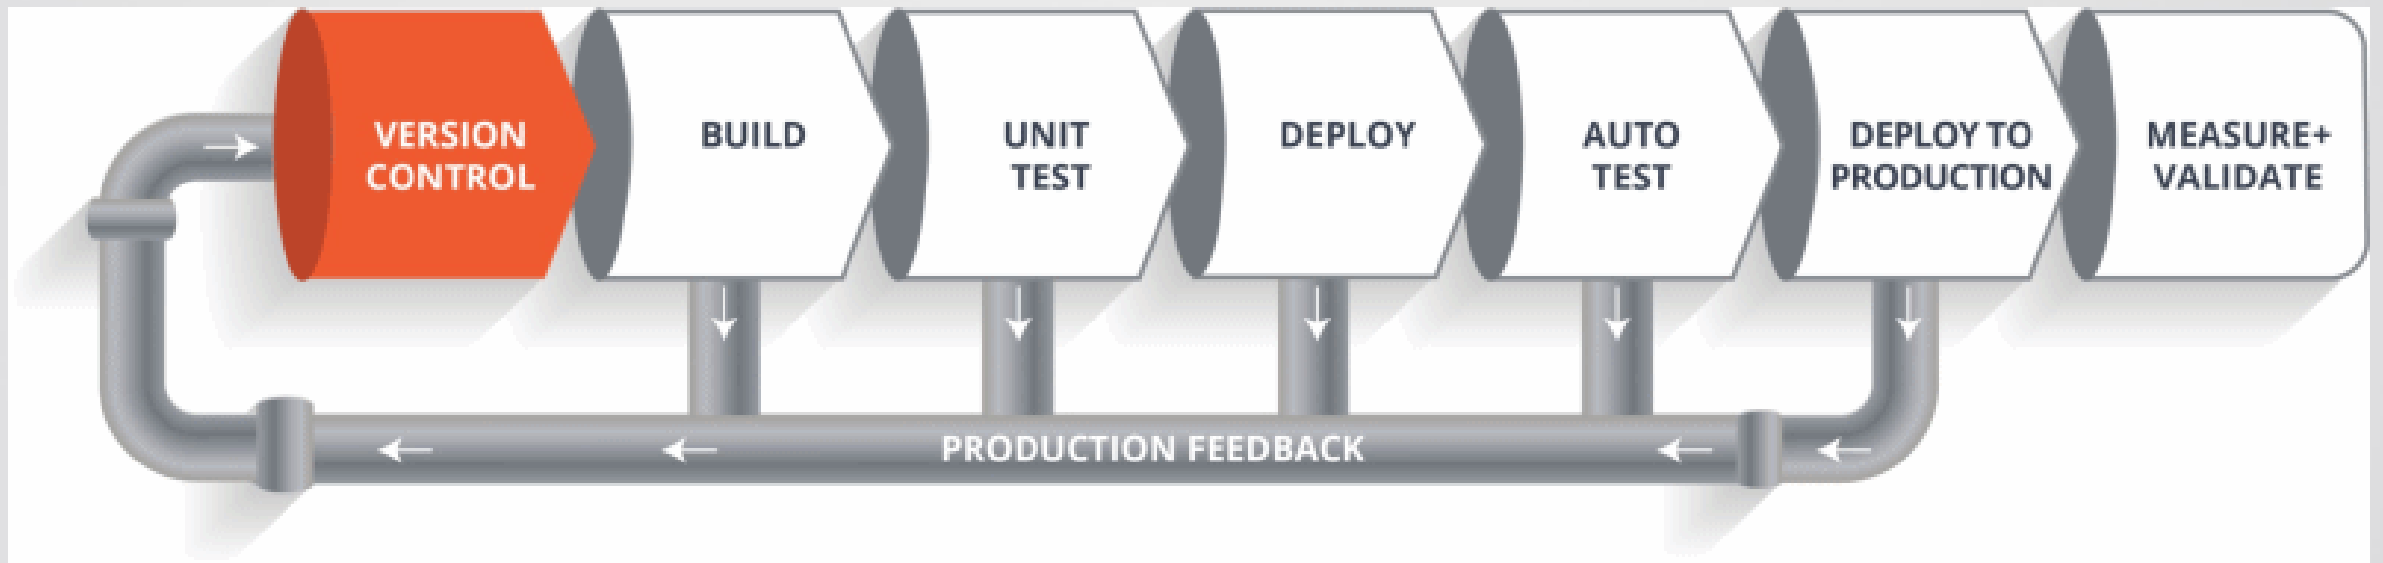 VERSION
CONTROL
BUILD
UNIT
TEST
DEPLOY
AUTO
TEST
DEPLOY TO
PRODUCTION
MEASURE+
VALIDATE
PRODUCTION FEEDBACK